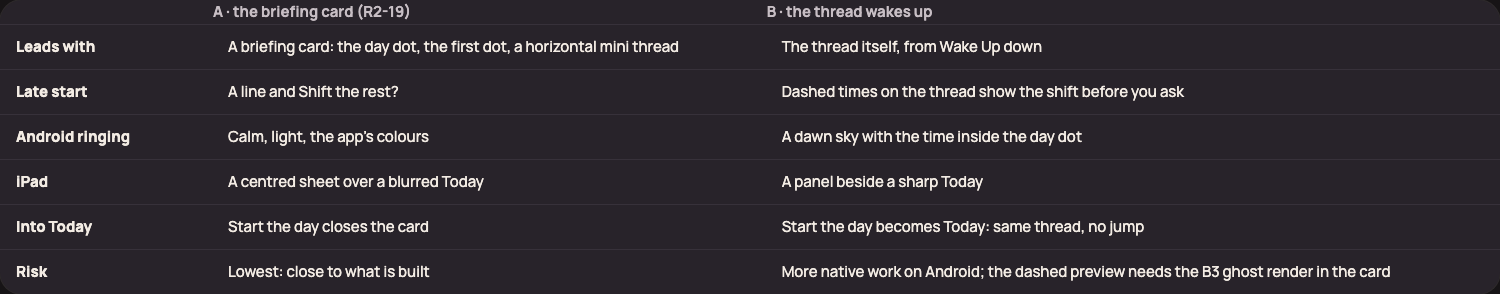 A · the briefing card (R2-19) B · the thread wakes up
Leads with A briefing card: the day dot, the first dot, a horizontal mini thread The thread itself, from Wake Up down
Late start A line and Shift the rest? Dashed times on the thread show the shift before you ask
Android ringing Calm, light, the app's colours A dawn sky with the time inside the day dot
iPad A centred sheet over a blurred Today A panel beside a sharp Today
Into Today Start the day closes the card Start the day becomes Today: same thread, no jump
Risk Lowest: close to what is built More native work on Android; the dashed preview needs the B3 ghost render in the card